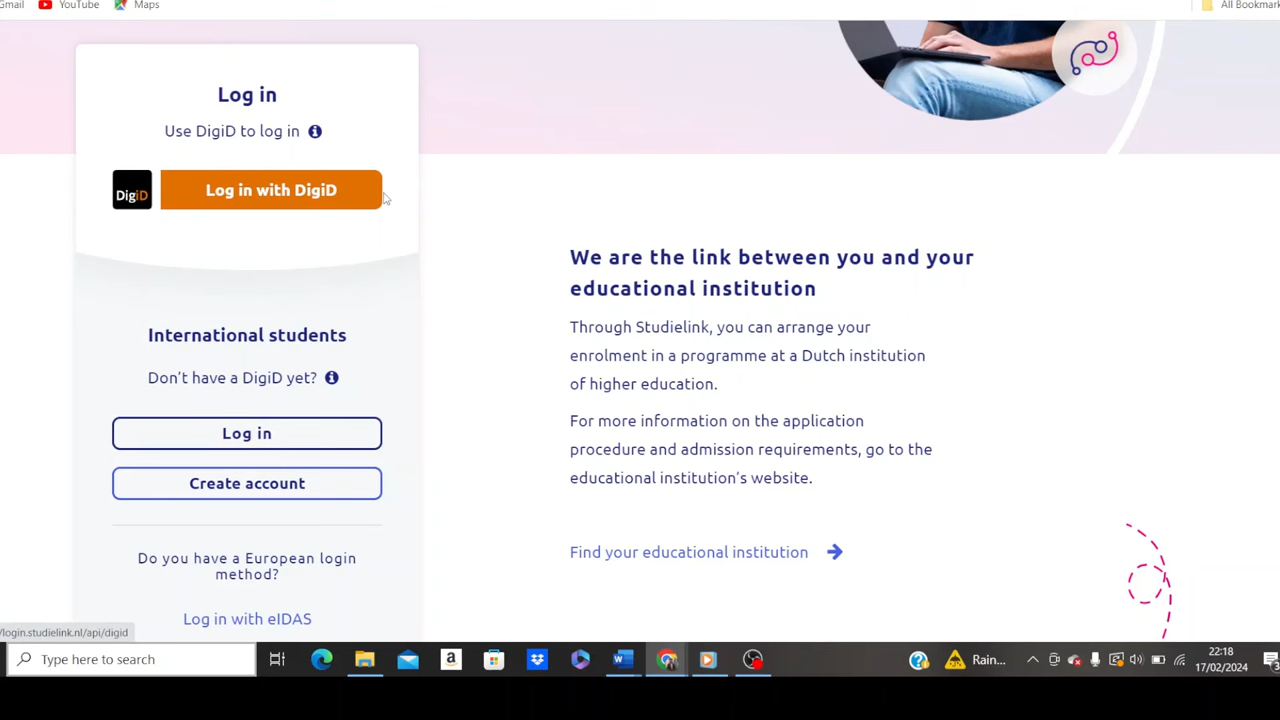 Gmail
YouTube
Maps
All Bookmark
Log in
Use DigiD to log in
DigiD
Log in with DigiD
International students
Don't have a DigiD yet?
Log in
Create account
Do you have a European login
method?
Log in with eIDAS
We are the link between you and your
educational institution
Through Studielink, you can arrange your
enrolment in a programme at a Dutch institution
of higher education.
For more information on the application
procedure and admission requirements, go to the
educational institution's website.
Find your educational institution
/login.studielink.nl/api/digid
Type here to search
Rain...
22:18
17/02/2024
3